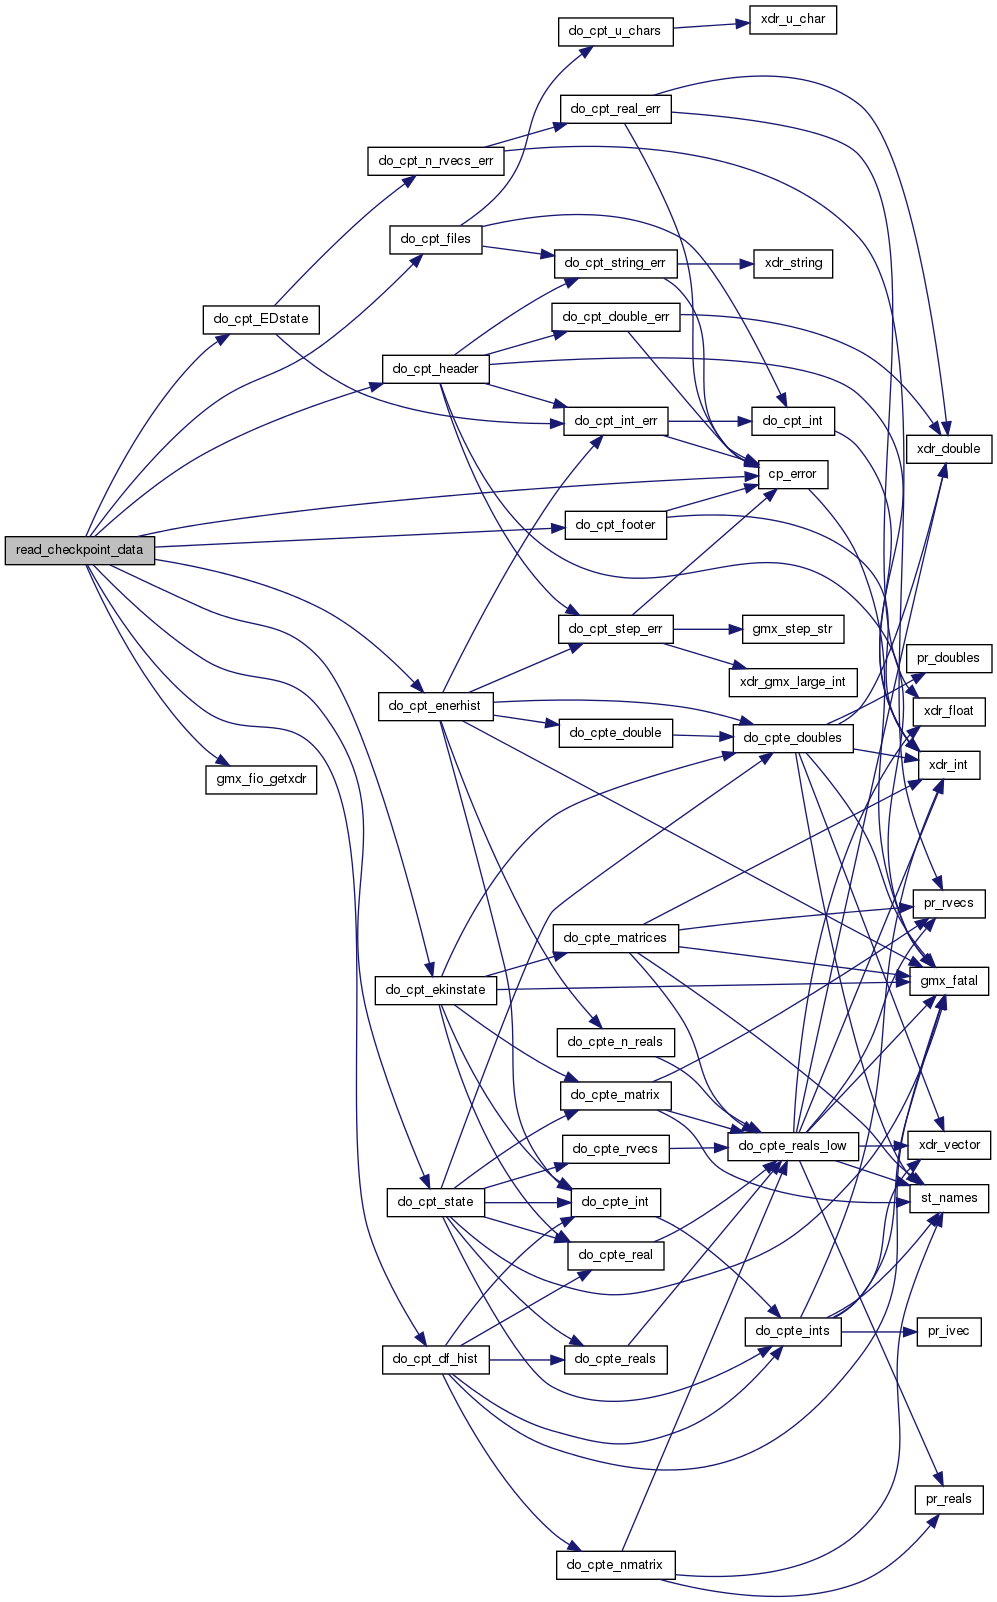 xdr_u_char
do_cpt_u_chars
do_cpt_real_err
do_cpt_n_rvecs_err
do_cpt_files
do_cpt_string_err
xdr_string
do_cpt_EDstate
do_cpt_double_err
do_cpt_header
do_cpt_int_err
do_cpt_int
xdr_double
cp_error
do_cpt_footer
read_checkpoint_data
do_cpt_step_err
gmx_step_str
pr_doubles
xdr_gmx_large_int
do_cpt_enerhist
xdr_float
do_cpte_double
do_cpte_doubles
xdr_int
gmx_fio_getxdr
pr_rvecs
do_cpte_matrices
gmx_fatal
do_cpt_ekinstate
do_cpte_n_reals
do_cpte_matrix
do_cpte_rvecs
do_cpte_reals_low
xdr_vector
do_cpt_state
do_cpte_int
st_names
do_cpte_real
do_cpte_ints
pr_ivec
do_cpt_df_hist
do_cpte_reals
pr_reals
do_cpte_nmatrix